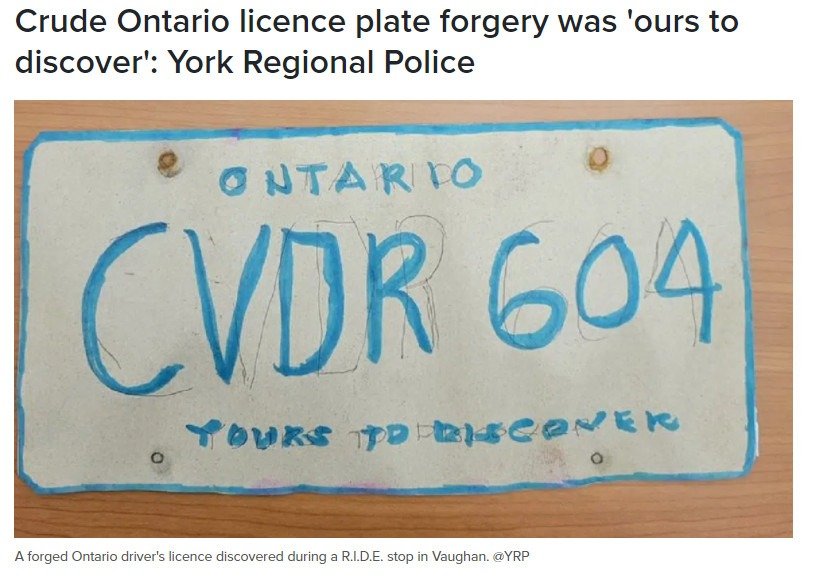 Crude Ontario licence plate forgery was 'ours to
discover': York Regional Police
ONTARIO
CVDR 604
YOURS TO DISCOVER
A forged Ontario driver's licence discovered during a R.I.D.E. stop in Vaughan. @YRP